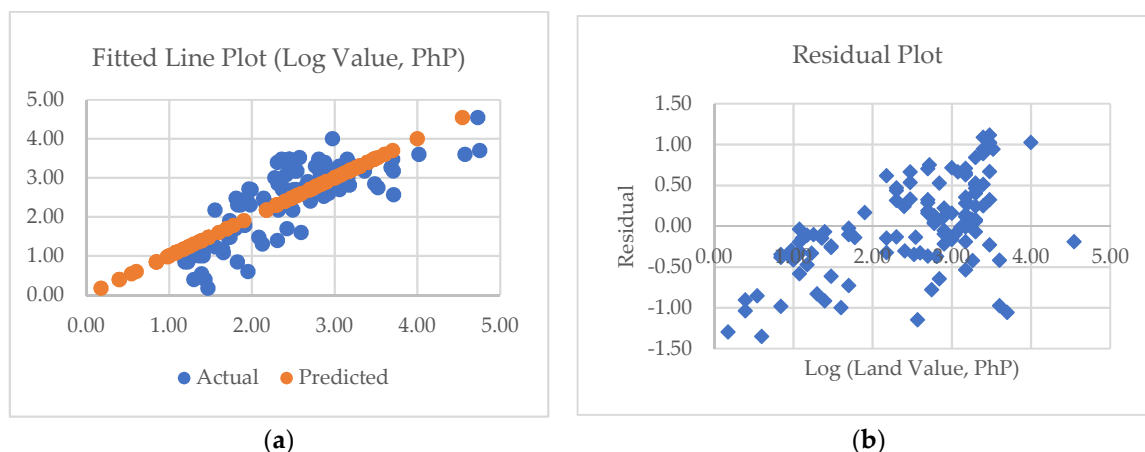 Fitted Line Plot (Log Value, PhP)
5.00
4.00
3.00
2.00
1.00
0.00
0.00 1.00 2.00 3.00 4.00 5.00
Actual Predicted
(a)
Residual Plot
1.50
1.00
0.50
0.00
-0.50
-1.00
-1.50
Residual
0.00 1.00 2.00 3.00 4.00 5.00
Log (Land Value, PhP)
(b)